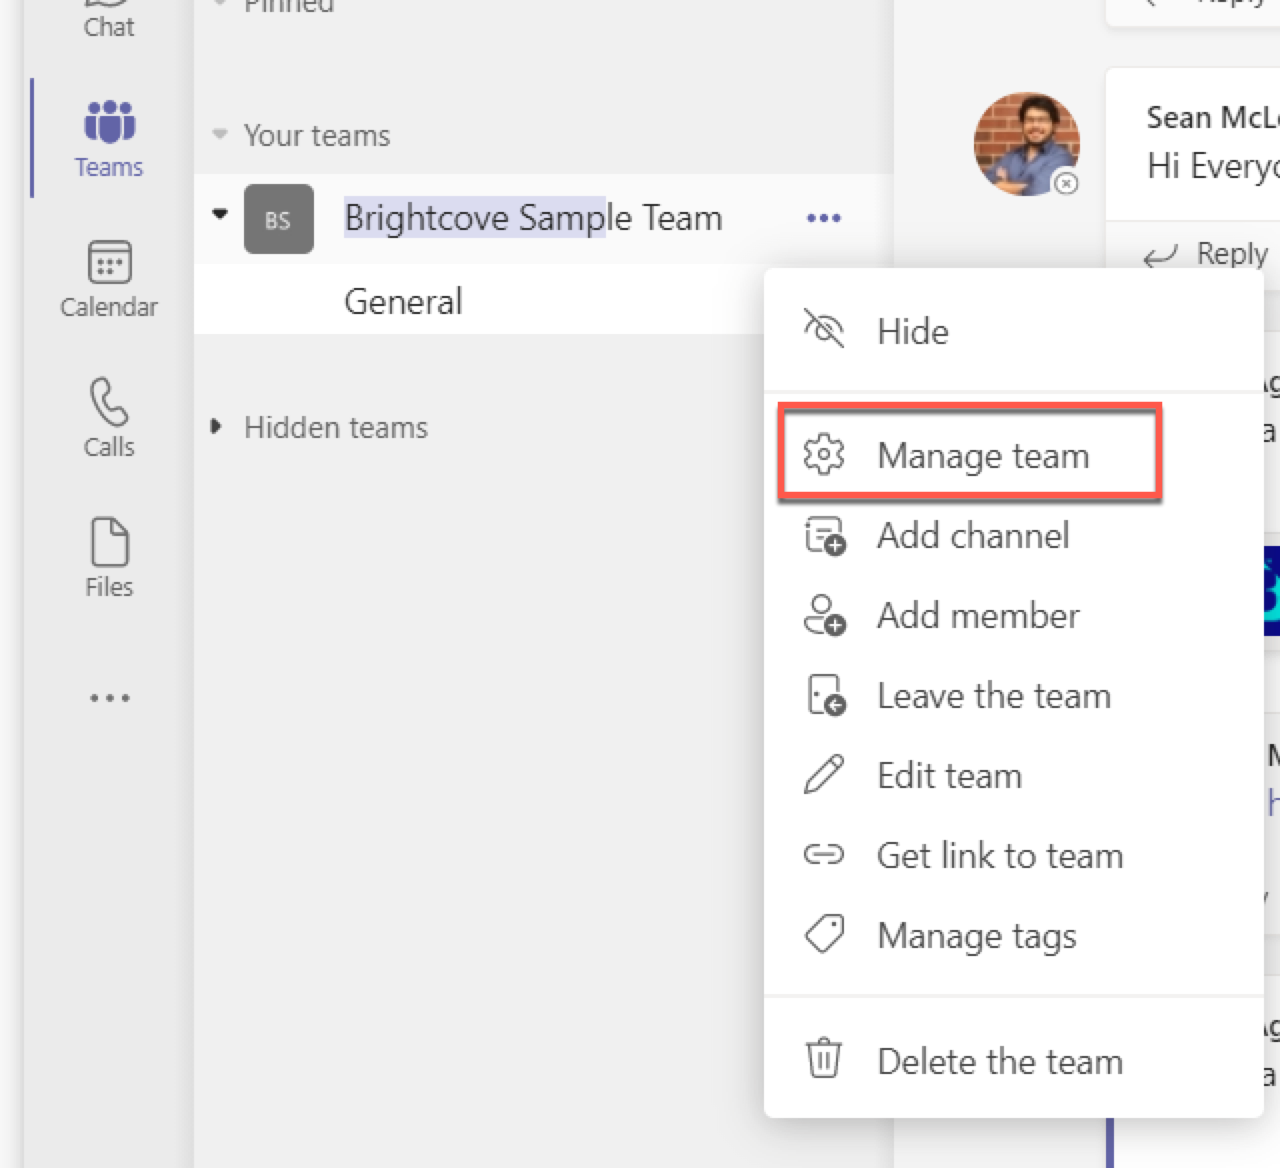 Chat
Teams
Calendar
Calls
Files
Pinned
Your teams
BS
Brightcove Sample Team
General
Hidden teams
Hide
Manage team
Add channel
Add member
Leave the team
Edit team
Get link to team
Manage tags
Delete the team
Reply
Sean McL
Hi Every
Reply